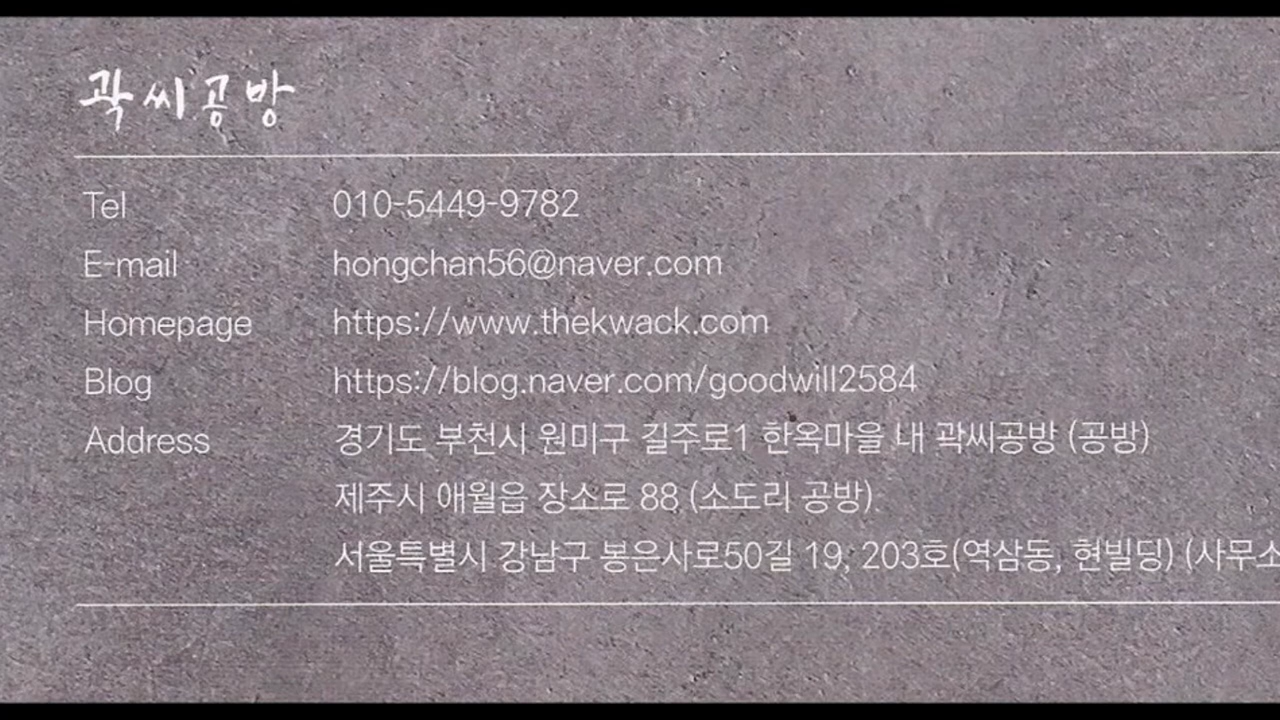 곽씨공방
Tel 010-5449-9782
E-mail hongchan56@naver.com
Homepage https://www.thekwack.com
Blog https://blog.naver.com/goodwill2584
Address 경기도 부천시 원미구 길주로1 한옥마을 내 곽씨공방 (공방)
제주시 애월읍 장소로 88 (소도리 공방)
서울특별시 강남구 봉은사로50길 19, 203호(역삼동, 현빌딩) (사무소